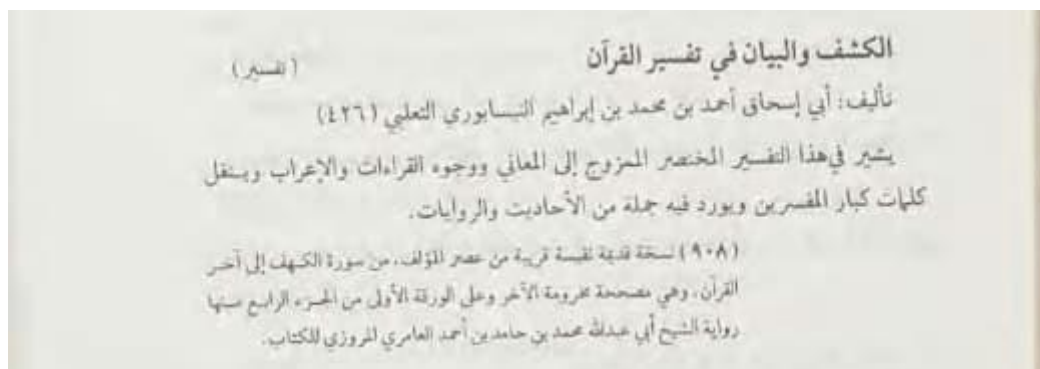 الكشف والبيان في تفسير القرآن (تفسير)
تأليف: أبي إسحاق أحمد بن محمد بن إبراهيم النيسابوري الثعلبي (٤٢٦)
يشير في هذا التفسير المختصر الممزوج إلى المعاني ووجوه القراءات والإعراب وينقل
كلمات كبار المفسرين ويورد فيه جملة من الأحاديث والروايات.
(٩٠٨) نسخة قديمة نفيسة قريبة من عصر المؤلف، من سورة الكهف إلى آخر
القرآن، وهي مصححة مخرومة الآخر وعلى الورقة الأولى من الجزء الرابع منها
رواية الشيخ أبي عبدالله محمد بن حامد بن أحمد العامري المروزي للكتاب.